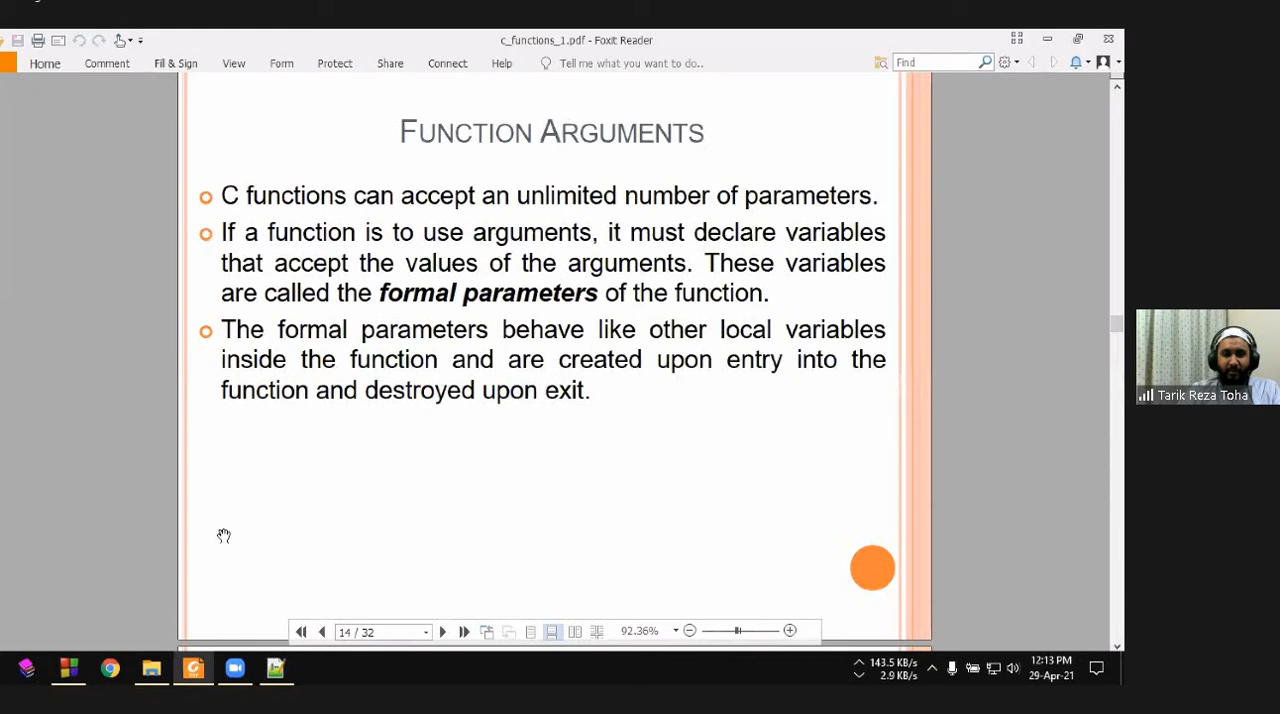 c_functions_1.pdf - Foxit Reader
Home Comment Fill & Sign View Form Protect Share Connect Help Tell me what you want to do.. Find
FUNCTION ARGUMENTS
C functions can accept an unlimited number of parameters.
If a function is to use arguments, it must declare variables
that accept the values of the arguments. These variables
are called the formal parameters of the function.
The formal parameters behave like other local variables
inside the function and are created upon entry into the
function and destroyed upon exit.
Tarik Reza Toha
14 / 32 92.36%
143.5 KB/s 12:13 PM
2.9 KB/s 29-Apr-21